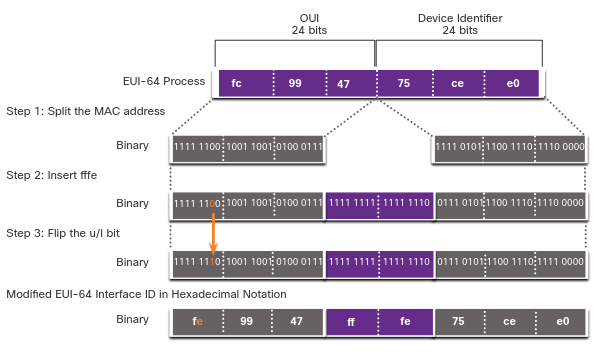 OUI
24 bits
Device Identifier
24 bits
EUI-64 Process fc 99 47 75 ce e0
Step 1: Split the MAC address
Binary 1111 1100 1001 1001 0100 0111 1111 0101 1100 1110 1110 0000
Step 2: Insert fffe
Binary 1111 1100 1001 1001 0100 0111 1111 1111 1111 1110 0111 0101 1100 1110 1110 0000
Step 3: Flip the u/l bit
Binary 1111 1110 1001 1001 0100 0111 1111 1111 1111 1110 0111 0101 1100 1110 1111 0000
Modified EUI-64 Interface ID in Hexadecimal Notation
Binary fe 99 47 ff fe 75 ce e0